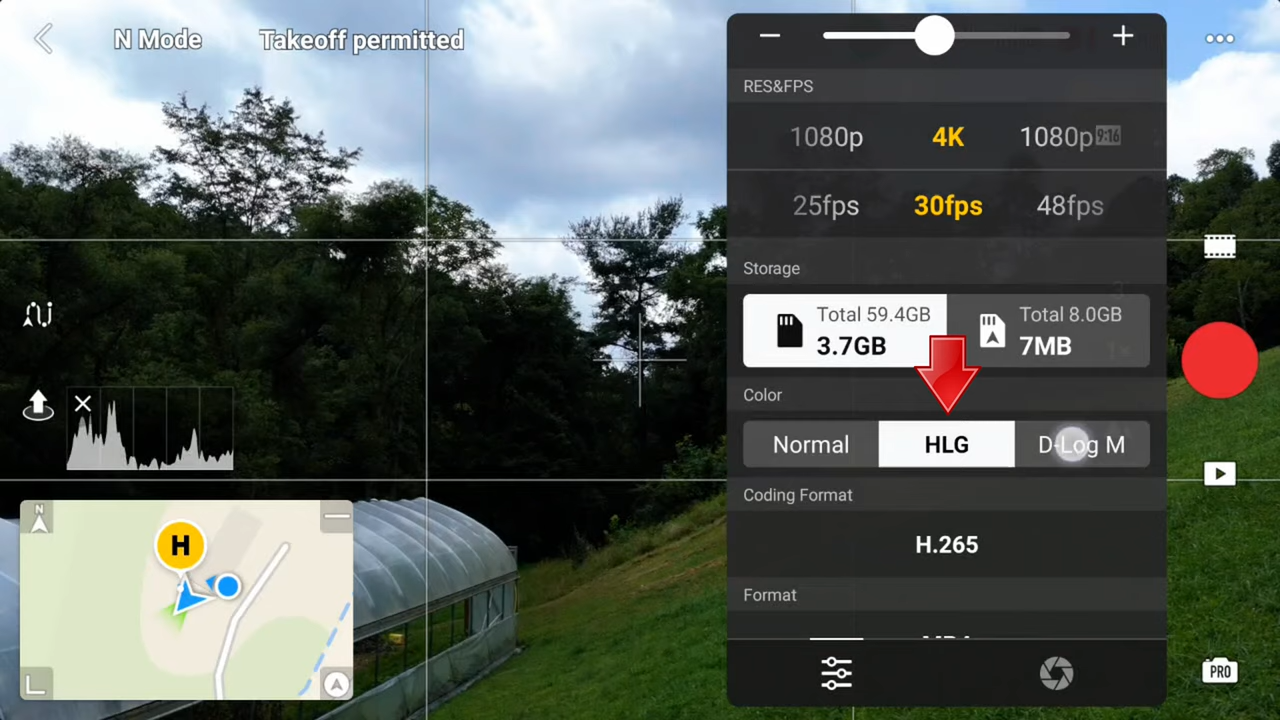 N Mode
Takeoff permitted
RES&FPS
1080p 4K 1080p 9:16
25fps 30fps 48fps
Storage
Total 59.4GB
3.7GB
Total 8.0GB
7MB
Color
Normal HLG D-Log M
Coding Format
H.265
Format
N
H
PRO